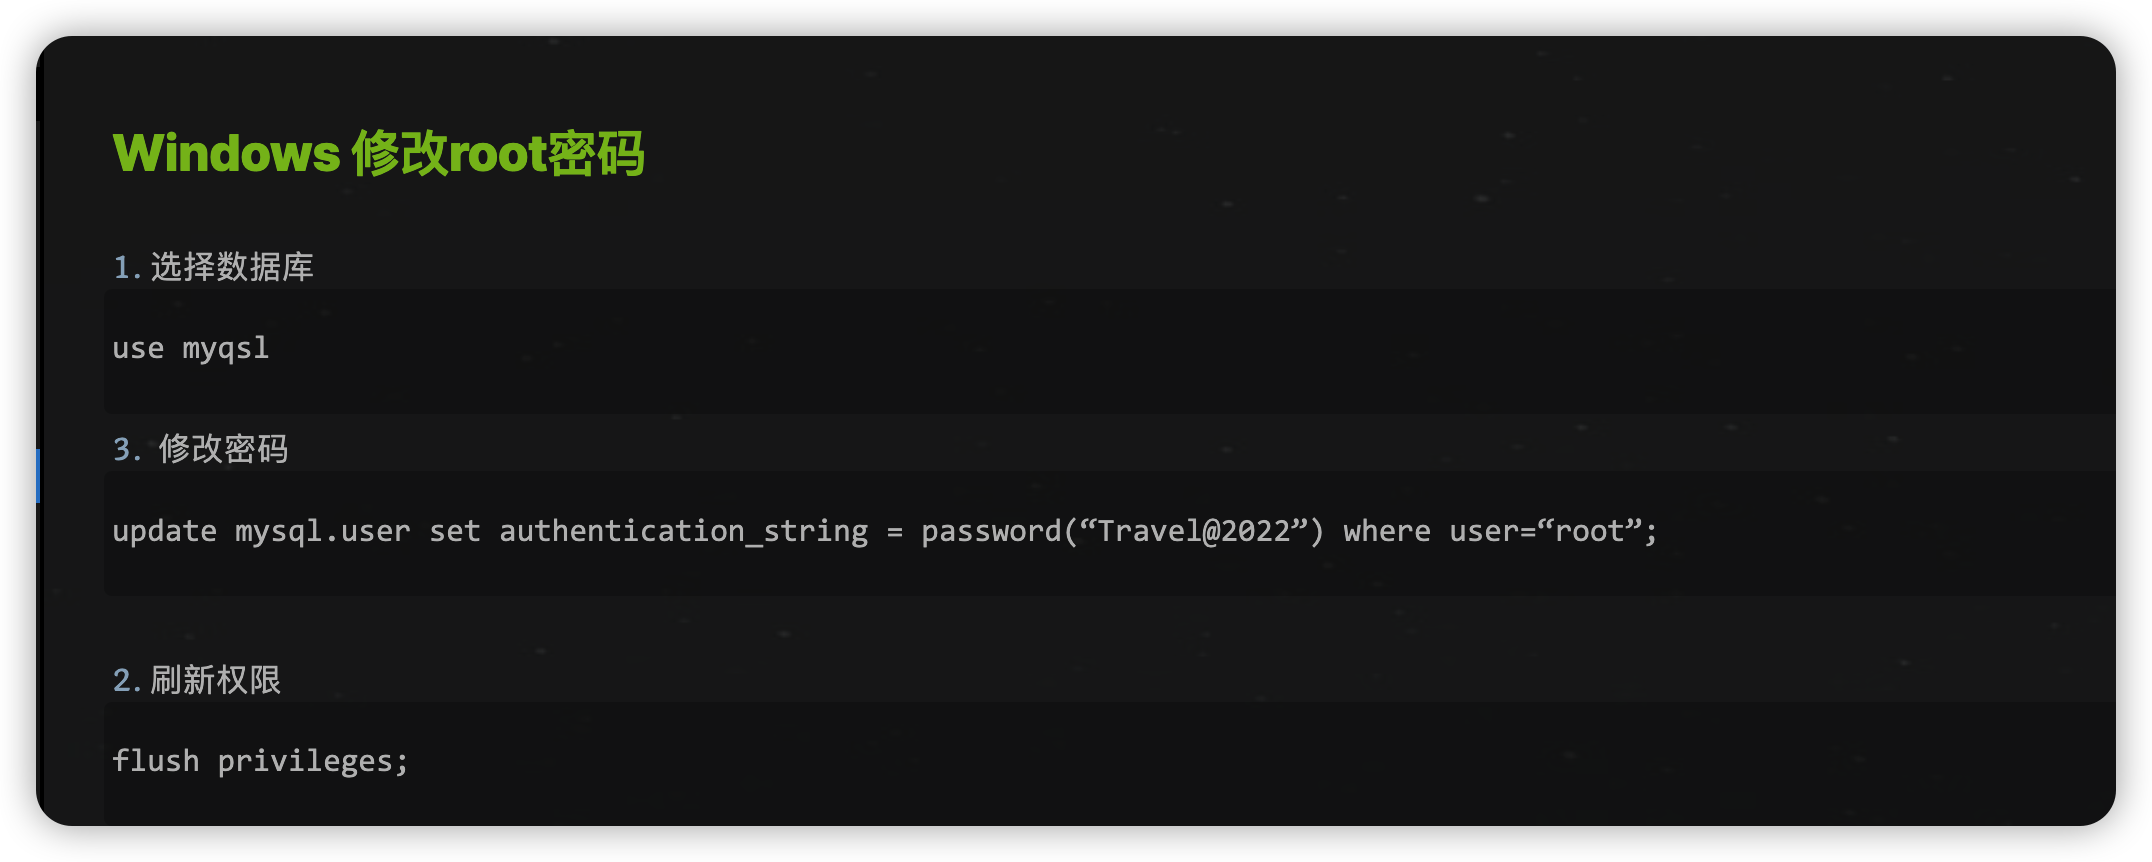 Windows 修改root密码
1. 选择数据库
use myqsl
3. 修改密码
update mysql.user set authentication_string = password(“Travel@2022”) where user=“root”;
2. 刷新权限
flush privileges;